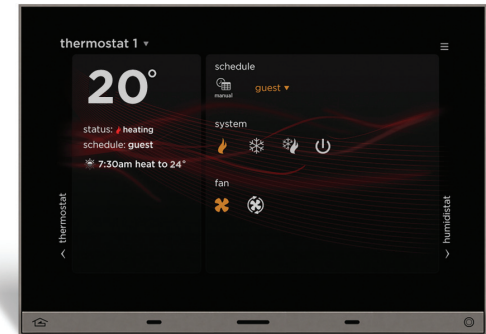 thermostat 1
20°
status: heating
schedule: guest
7:30am heat to 24°
thermostat
schedule
manual
guest
system
fan
humidistat